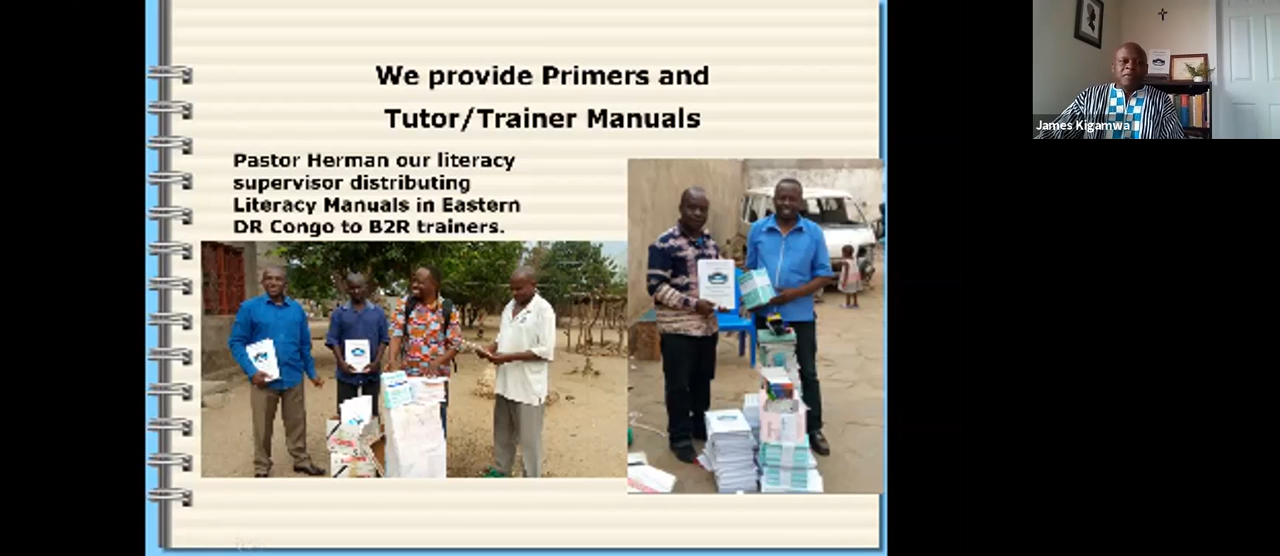 We provide Primers and
Tutor/Trainer Manuals
Pastor Herman our literacy
supervisor distributing
Literacy Manuals in Eastern
DR Congo to B2R trainers.
James Kigamwa